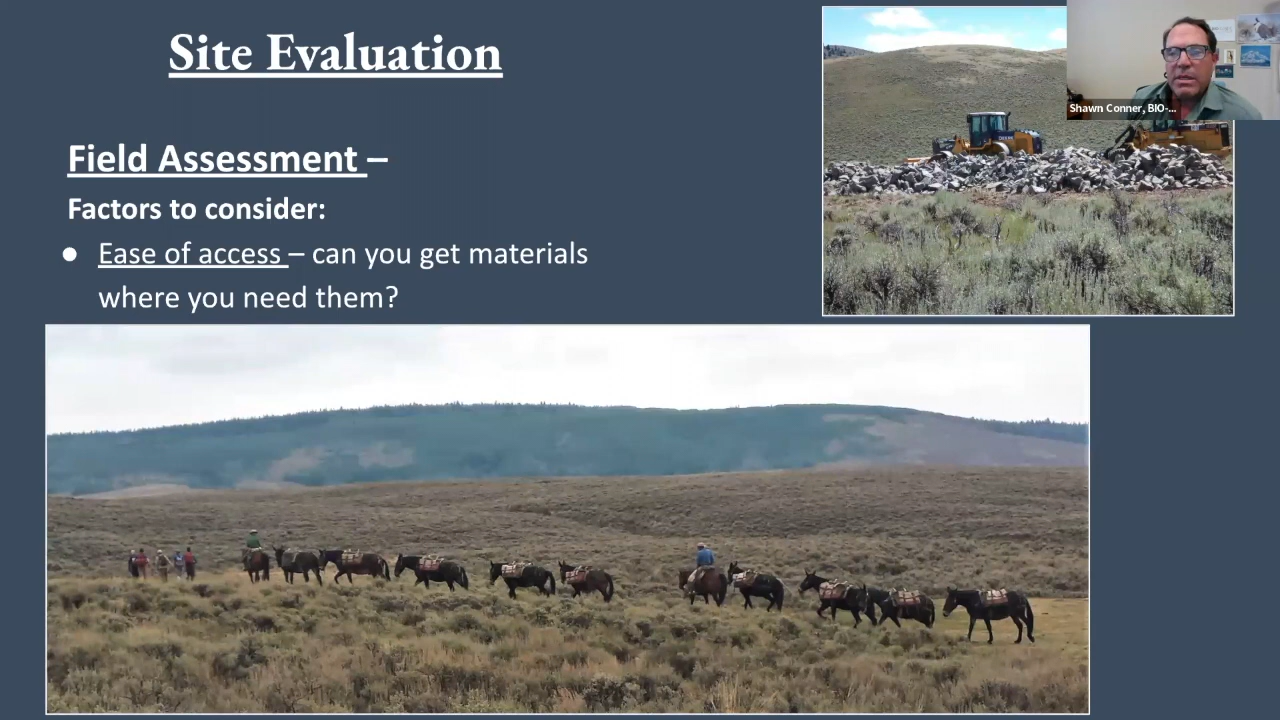 Site Evaluation
Field Assessment –
Factors to consider:
● Ease of access – can you get materials
where you need them?
Shawn Conner, BIO-...